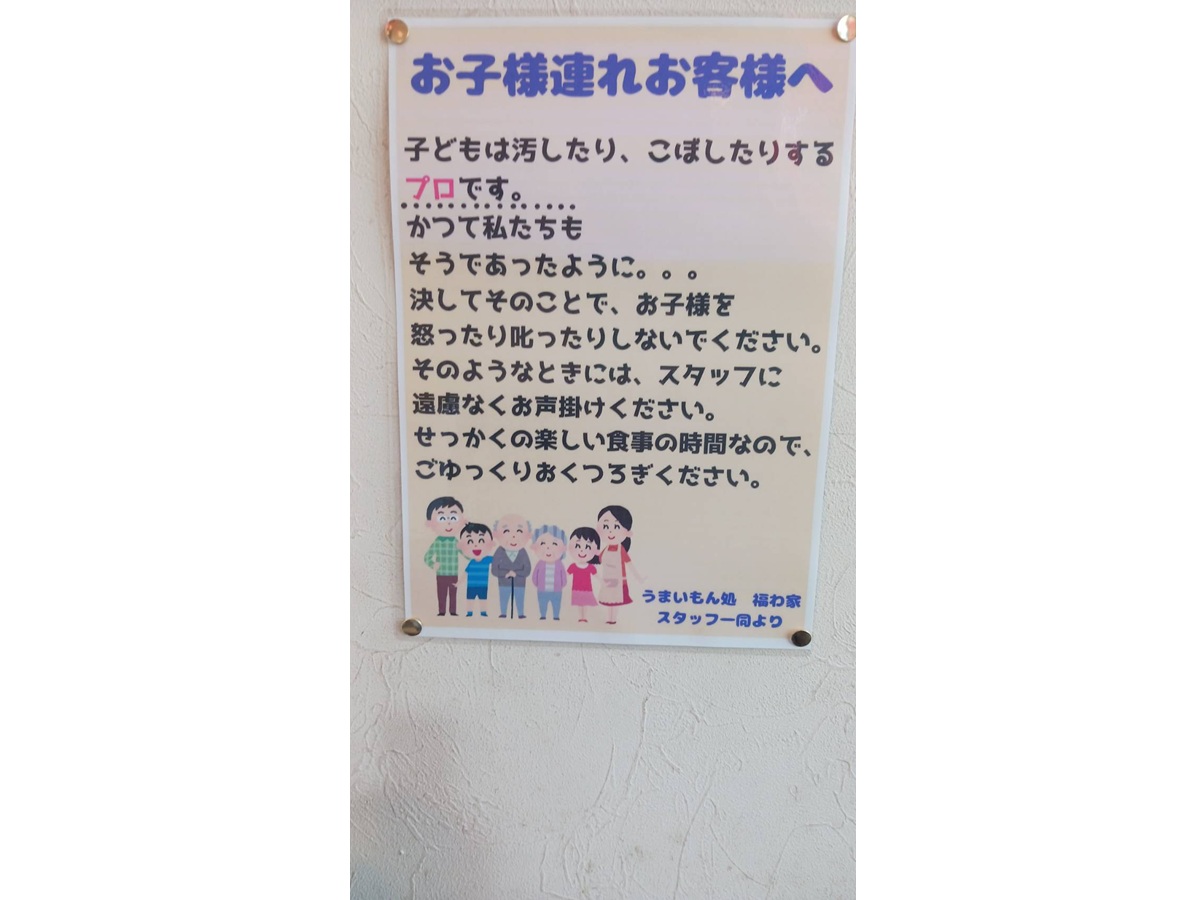 お子様連れお客様へ
子どもは汚したり、こぼしたりする
プロです。
かつて私たちも
そうであったように。。。
決してそのことで、お子様を
怒ったり叱ったりしないでください。
そのようなときには、スタッフに
遠慮なくお声掛けください。
せっかくの楽しい食事の時間なので、
ごゆっくりおくつろぎください。
うまいもん処　福わ家
スタッフ一同より